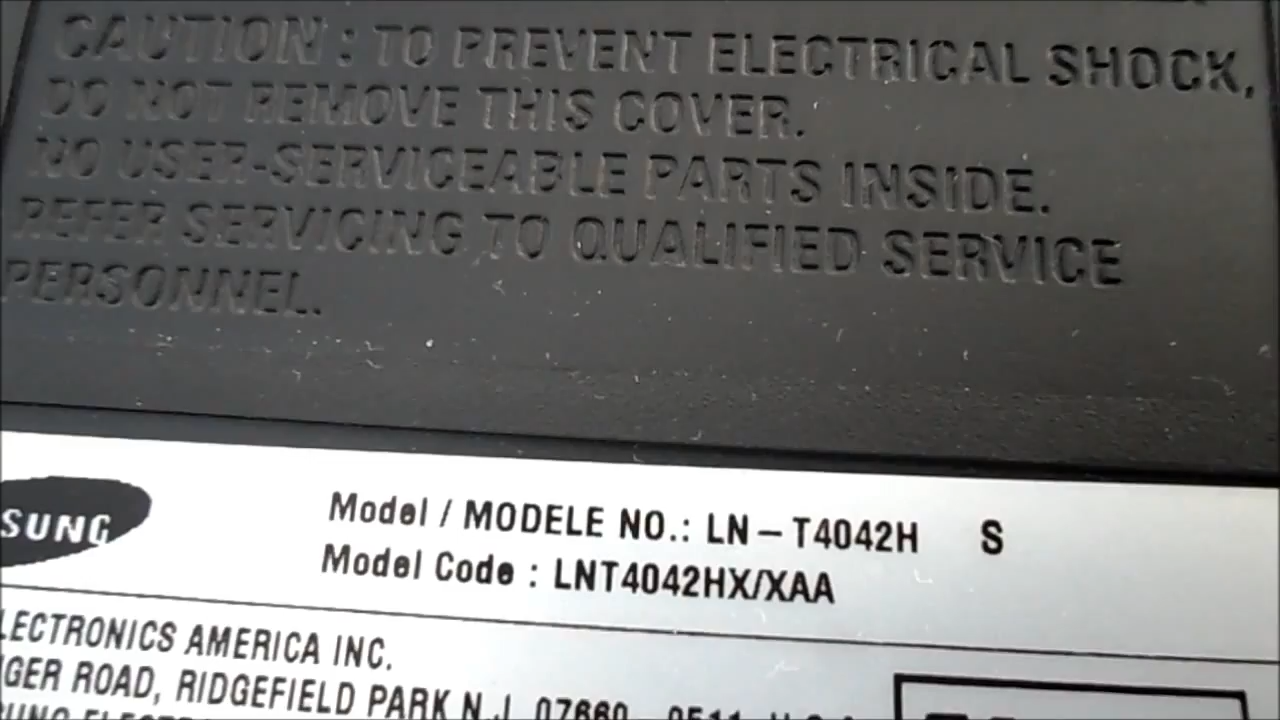 CAUTION : TO PREVENT ELECTRICAL SHOCK,
DO NOT REMOVE THIS COVER.
NO USER-SERVICEABLE PARTS INSIDE.
REFER SERVICING TO QUALIFIED SERVICE
PERSONNEL.
SUNG
Model / MODELE NO.: LN-T4042H S
Model Code : LNT4042HX/XAA
LECTRONICS AMERICA INC.
GER ROAD, RIDGEFIELD PARK N.J. 07660